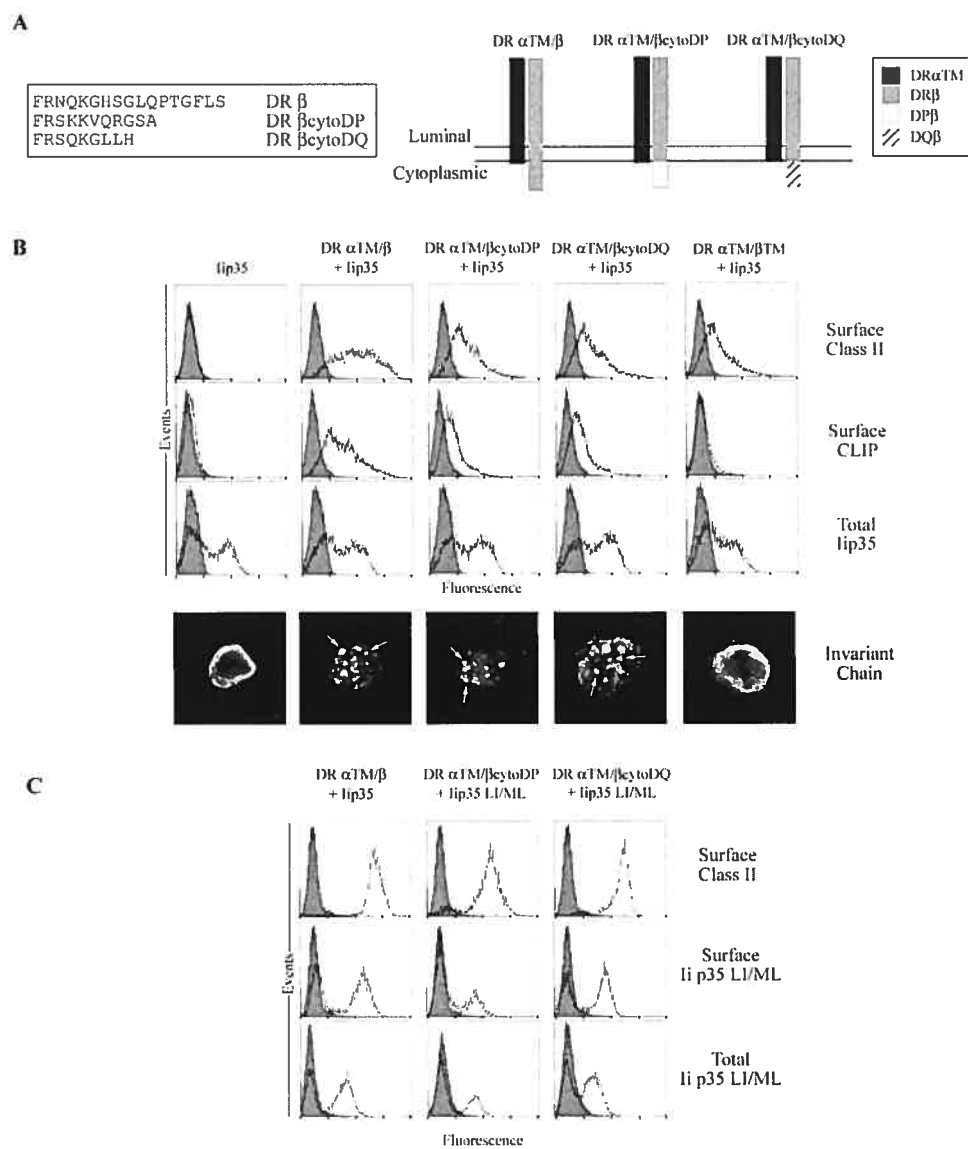 A
FRNQKGHSGLQPTGFLS DR β
FRSKKVQRGSA DR βcytoDP
FRSQKGLLH DR βcytoDQ
DR αTM/β DR αTM/βcytoDP DR αTM/βcytoDQ
Luminal
Cytoplasmic
DRαTM
DRβ
DPβ
DQβ
B
Iip35
DR αTM/β
+ Iip35
DR αTM/βcytoDP
+ Iip35
DR αTM/βcytoDQ
+ Iip35
DR αTM/βTM
+ Iip35
Events
Surface
Class II
Surface
CLIP
Total
Iip35
Fluorescence
Invariant
Chain
C
DR αTM/β
+ Iip35
DR αTM/βcytoDP
+ Iip35 LI/ML
DR αTM/βcytoDQ
+ Iip35 LI/ML
Events
Surface
Class II
Surface
Ii p35 LI/ML
Total
Ii p35 LI/ML
Fluorescence